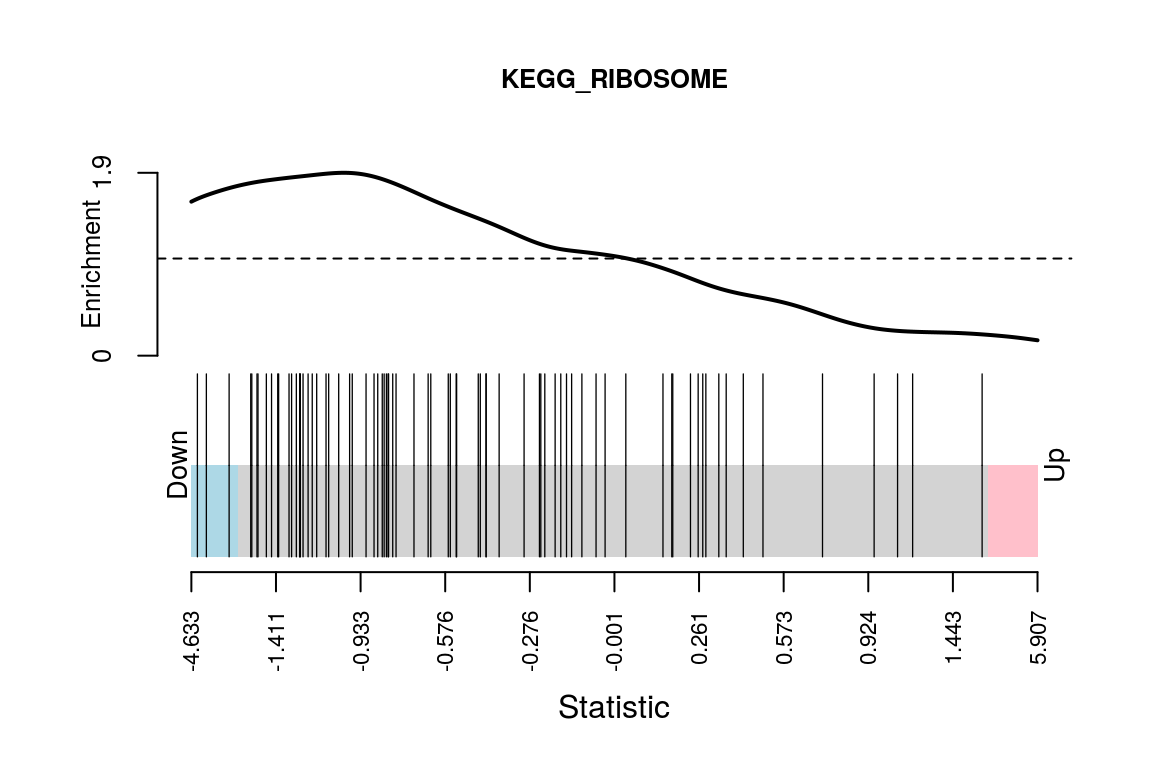 KEGG_RIBOSOME
Enrichment
1.9
0
Down
Up
-4.633
-1.411
-0.933
-0.576
-0.276
-0.001
0.261
0.573
0.924
1.443
5.907
Statistic